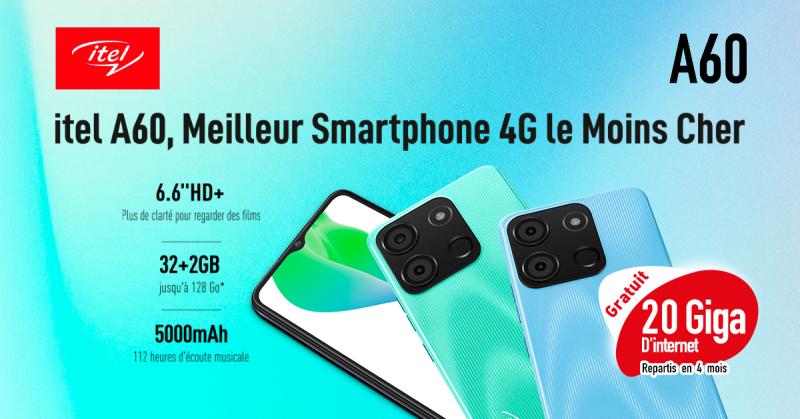 itel
A60
itel A60, Meilleur Smartphone 4G le Moins Cher
6.6"HD+
Plus de clarté pour regarder des films
32+2GB
jusqu'à 128 Go*
5000mAh
112 heures d'écoute musicale
Gratuit
20 Giga
D'internet
Repartis en 4 mois